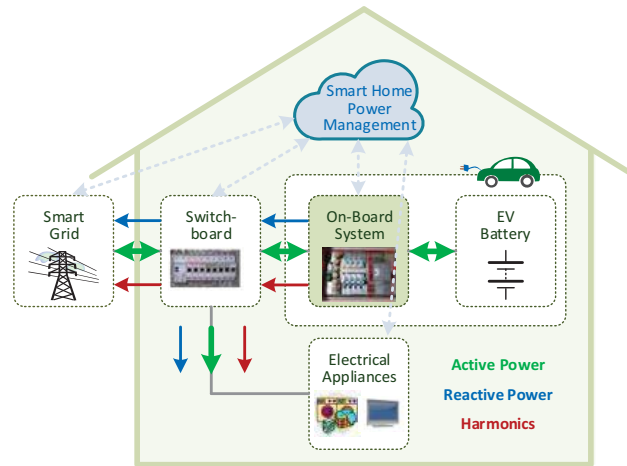 Smart Home
Power
Management
Smart
Grid
Switch-
board
On-Board
System
EV
Battery
Electrical
Appliances
Active Power
Reactive Power
Harmonics